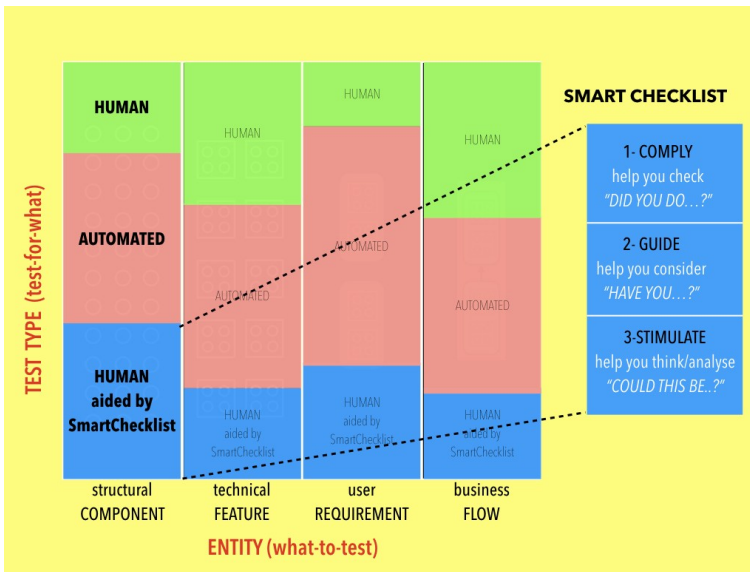 HUMAN
AUTOMATED
HUMAN
aided by
SmartChecklist
HUMAN
AUTOMATED
HUMAN
aided by
SmartChecklist
HUMAN
AUTOMATED
HUMAN
aided by
SmartChecklist
HUMAN
AUTOMATED
HUMAN
aided by
SmartChecklist
TEST TYPE (test-for-what)
structural
COMPONENT
technical
FEATURE
user
REQUIREMENT
business
FLOW
ENTITY (what-to-test)
SMART CHECKLIST
1- COMPLY
help you check
“DID YOU DO...?”
2- GUIDE
help you consider
“HAVE YOU...?”
3-STIMULATE
help you think/analyse
“COULD THIS BE..?”